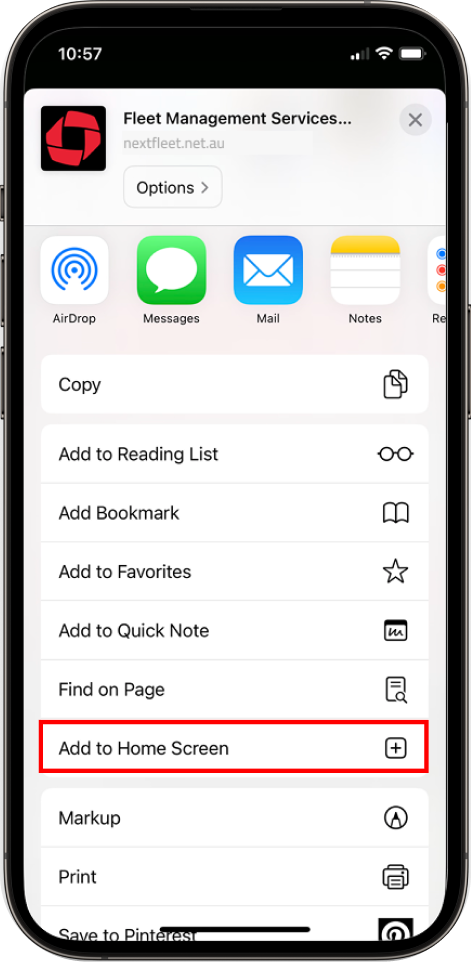 10:57
Fleet Management Services...
nextfleet.net.au
Options
AirDrop
Messages
Mail
Notes
Re
Copy
Add to Reading List
Add Bookmark
Add to Favorites
Add to Quick Note
Find on Page
Add to Home Screen
Markup
Print
Save to Pinterest